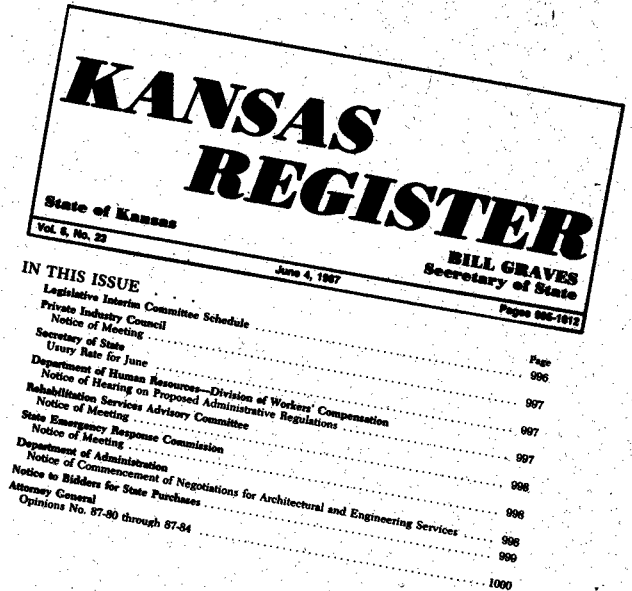 KANSAS
REGISTER
State of Kansas
BILL GRAVES
Secretary of State
Vol. 6, No. 23 June 4, 1987 Pages 995-1012
IN THIS ISSUE
Page
Legislative Interim Committee Schedule 996
Private Industry Council
Notice of Meeting 997
Secretary of State
Usury Rate for June 997
Department of Human Resources—Division of Workers' Compensation
Notice of Hearing on Proposed Administrative Regulations 997
Rehabilitation Services Advisory Committee
Notice of Meeting 998
State Emergency Response Commission
Notice of Meeting 998
Department of Administration
Notice of Commencement of Negotiations for Architectural and Engineering Services 998
Notice to Bidders for State Purchases 999
Attorney General
Opinions No. 87-80 through 87-84 1000